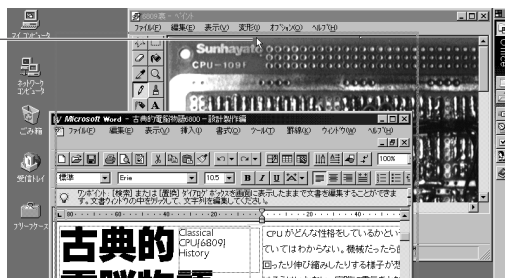 6809裏 - ペイント
ファイル(F) 編集(E) 表示(V) 変形(I) オプション(O) ヘルプ(H)
マイ コンピュータ
Sunhayato
CPU-109
ネットワーク
コンピュータ
ごみ箱
受信トレイ
ブリーフケース
Office
Microsoft Word - 古典的電脳物語6800 - 設計製作編
ファイル(F) 編集(E) 表示(V) 挿入(I) 書式(O) ツール(T) 罫線(A) ウィンドウ(W) ヘルプ(H)
100%
標準 Erie 10.5 B I U
ワンポイント: [検索] または [置換] ダイアログ ボックスを画面に表示したままで文書を編集することができま
す。文書ウィンドウの中をクリックして、文字列を編集してください。
古典的
Classical
CPU[6809]
History
CPU がどんな性格をしているかとい
ていてはわからない。機械だったら
回ったり伸び縮みしたりする様子が想